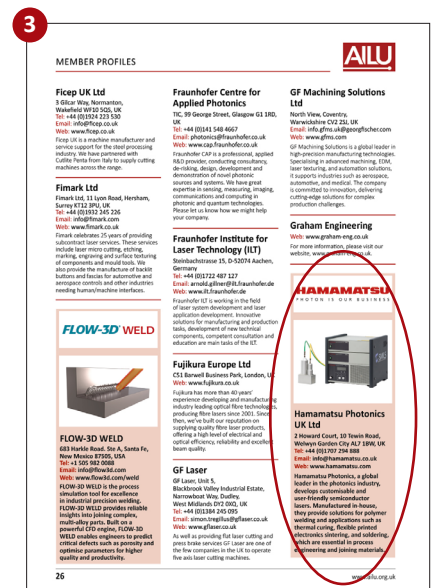 3
MEMBER PROFILES
AILU
Ficep UK Ltd
3 Gilcar Way, Normanton,
Wakefield WF10 5QS, UK
Tel: +44 (0)1924 223 530
Email: info@ficep.co.uk
Web: www.ficep.co.uk
Ficep UK is a machine manufacturer and
service support for the steel processing
industry. We have partnered with
Cutlite Penta from Italy to supply cutting
machines across the range.
Fimark Ltd
Fimark Ltd, 11 Lyon Road, Hersham,
Surrey KT12 3PU, UK
Tel: +44 (0)1932 245 226
Email: info@fimark.com
Web: www.fimark.co.uk
Fimark celebrates 25 years of providing
subcontract laser services. These services
include laser micro cutting, etching,
marking, engraving and surface texturing
of components and mould tools. We
also provide the manufacture of backlit
buttons and fascias for automotive and
aerospace controls and other industries
needing human/machine interfaces.
FLOW-3D WELD
FLOW-3D WELD
683 Harkle Road. Ste A, Santa Fe,
New Mexico 87505, USA
Tel: +1 505 982 0088
Email: info@flow3d.com
Web: www.flow3d.com/weld
FLOW-3D WELD is the process
simulation tool for excellence
in industrial precision welding.
FLOW-3D WELD provides reliable
insights into joining complex,
multi-alloy parts. Built on a
powerful CFD engine, FLOW-3D
WELD enables engineers to predict
critical defects such as porosity and
optimise parameters for higher
quality and productivity.
Fraunhofer Centre for
Applied Photonics
TIC, 99 George Street, Glasgow G1 1RD,
UK
Tel: +44 (0)141 548 4667
Email: photonics@fraunhofer.co.uk
Web: www.cap.fraunhofer.co.uk
Fraunhofer CAP is a professional, applied
R&D provider, conducting consultancy,
de-risking, design, development and
demonstration of novel photonic
sources and systems. We have great
expertise in sensing, measuring, imaging,
communications and computing in
photonic and quantum technologies.
Please let us know how we might help
your company.
Fraunhofer Institute for
Laser Technology (ILT)
Steinbachstrasse 15, D-52074 Aachen,
Germany
Tel: +44 (0)1722 487 127
Email: arnold.gillner@ilt.fraunhofer.de
Web: www.ilt.fraunhofer.de
Fraunhofer ILT is working in the field
of laser system development and laser
application development. Innovative
solutions for manufacturing and production
tasks, development of new technical
components, competent consultation and
education are main tasks of the ILT.
Fujikura Europe Ltd
C51 Barwell Business Park, London, UK
Web: www.fujikura.co.uk
Fujikura has more than 40 years'
experience developing and manufacturing
industry leading optical fibre technologies,
producing fibre lasers since 2001. Since
then, we've built our reputation on
supplying quality fibre laser products,
offering a high level of electrical and
optical efficiency, reliability and excellent
beam quality.
GF Laser
GF Laser, Unit 5,
Blackbrook Valley Industrial Estate,
Narrowboat Way, Dudley,
West Midlands DY2 0XQ, UK
Tel: +44 (0)1384 245 095
Email: simon.tregillus@gflaser.co.uk
Web: www.gflaser.co.uk
As well as providing flat laser cutting and
press brake services GF Laser are one of
the few companies in the UK to operate
five axis laser cutting machines.
GF Machining Solutions
Ltd
North View, Coventry,
Warwickshire CV2 2SJ, UK
Email: info.gfms.uk@georgfischer.com
Web: www.gfms.com
GF Machining Solutions is a global leader in
high-precision manufacturing technologies.
Specialising in advanced machining, EDM,
laser texturing, and automation solutions,
it supports industries such as aerospace,
automotive, and medical. The company
is committed to innovation, delivering
cutting-edge solutions for complex
production challenges.
Graham Engineering
Web: www.graham-eng.co.uk
For more information, please visit our
website, www.graham-eng.co.uk.
HAMAMATSU
PHOTON IS OUR BUSINESS
Hamamatsu Photonics
UK Ltd
2 Howard Court, 10 Tewin Road,
Welwyn Garden City AL7 1BW, UK
Tel: +44 (0)1707 294 888
Email: info@hamamatsu.co.uk
Web: www.hamamatsu.com
Hamamatsu Photonics, a global
leader in the photonics industry,
develops customisable and
user-friendly semiconductor
lasers. Manufactured in-house,
they provide solutions for polymer
welding and applications such as
thermal curing, flexible printed
electronics sintering, and soldering,
which are essential in process
engineering and joining materials.
26
www.ailu.org.uk